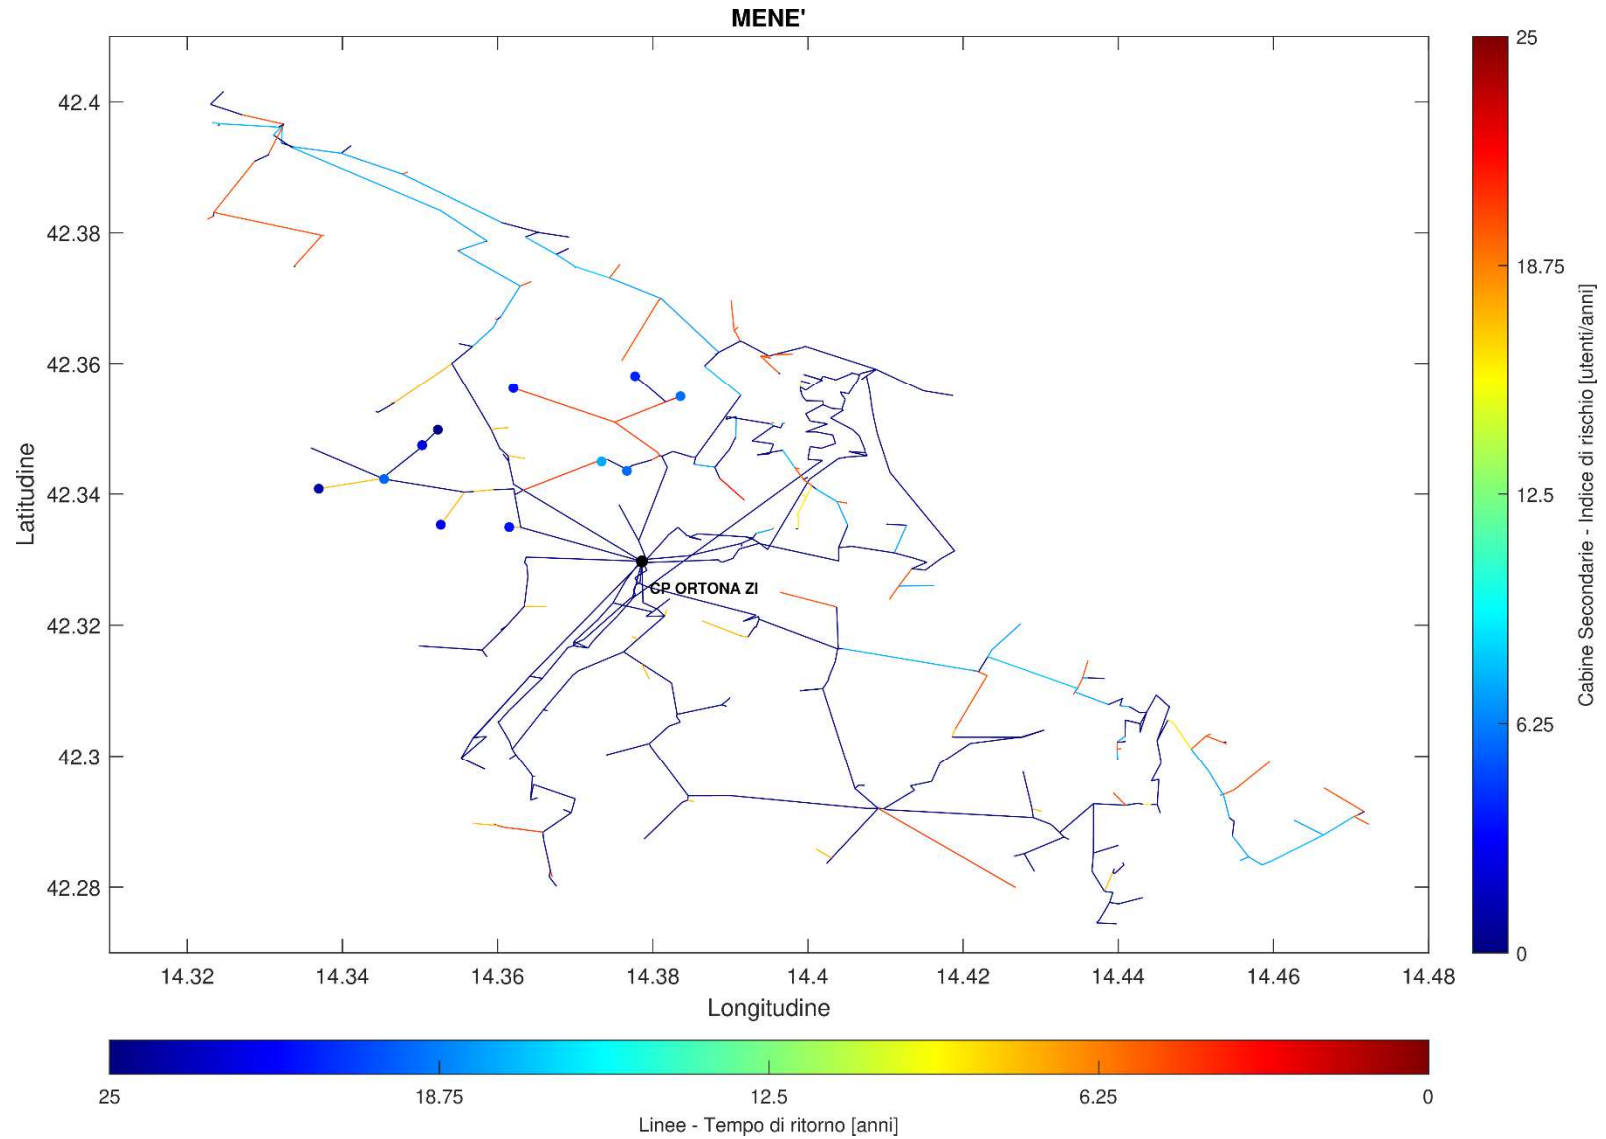 MENE'
25
42.4
42.38
18.75
42.36
Latitudine
42.34
12.5
Cabine Secondarie - Indice di rischio [utenti/anni]
CP ORTONA ZI
42.32
6.25
42.3
42.28
0
14.32 14.34 14.36 14.38 14.4 14.42 14.44 14.46 14.48
Longitudine
25 18.75 12.5 6.25 0
Linee - Tempo di ritorno [anni]